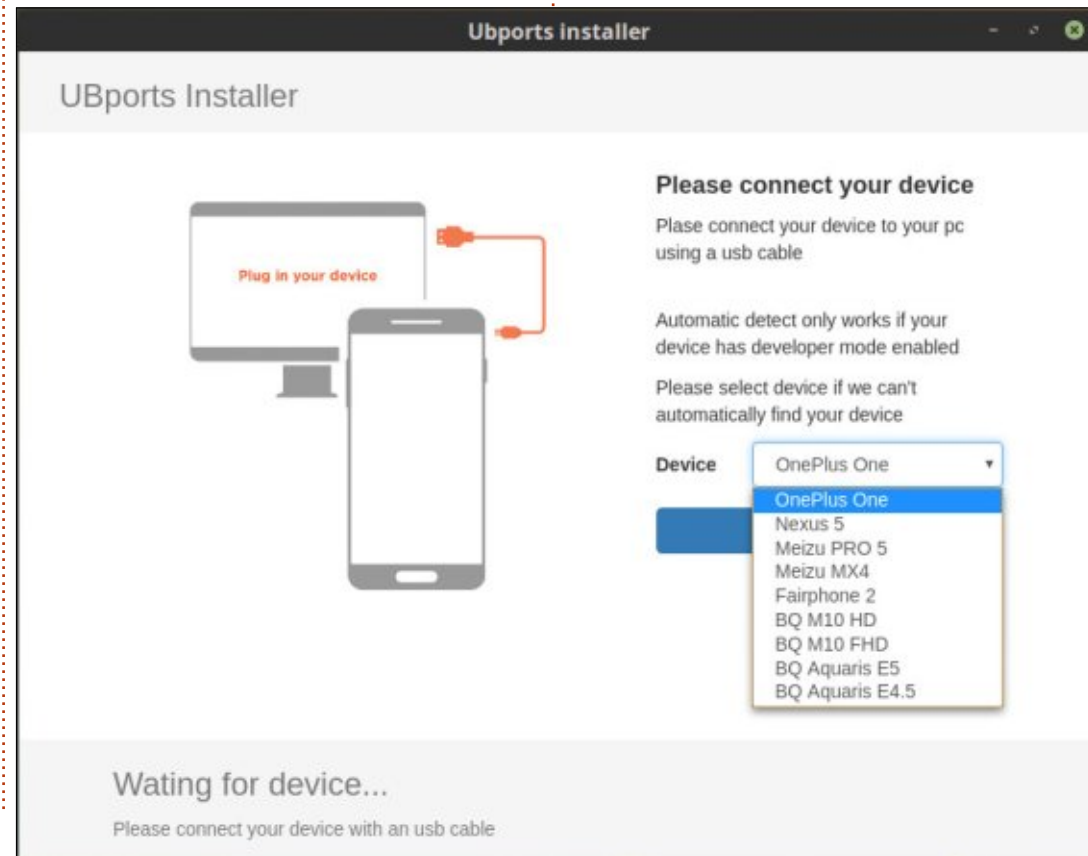 Ubports installer
UBports Installer
Plug in your device
Please connect your device
Plase connect your device to your pc
using a usb cable
Automatic detect only works if your
device has developer mode enabled
Please select device if we can't
automatically find your device
Device OnePlus One
OnePlus One
Nexus 5
Meizu PRO 5
Meizu MX4
Fairphone 2
BQ M10 HD
BQ M10 FHD
BQ Aquaris E5
BQ Aquaris E4.5
Wating for device...
Please connect your device with an usb cable